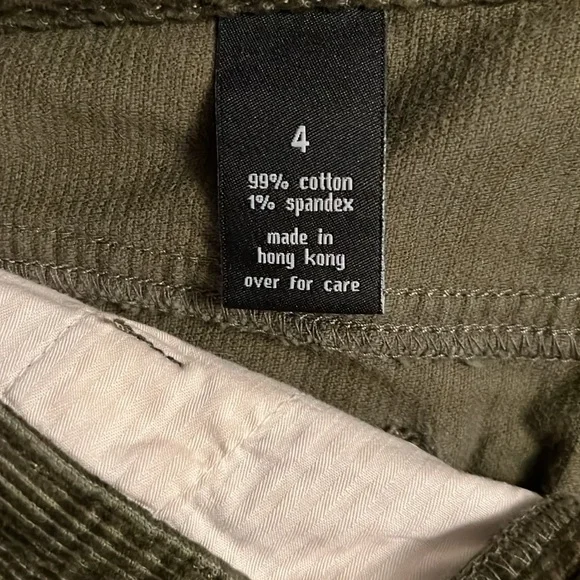 4
99% cotton
1% spandex
made in
hong kong
over for care